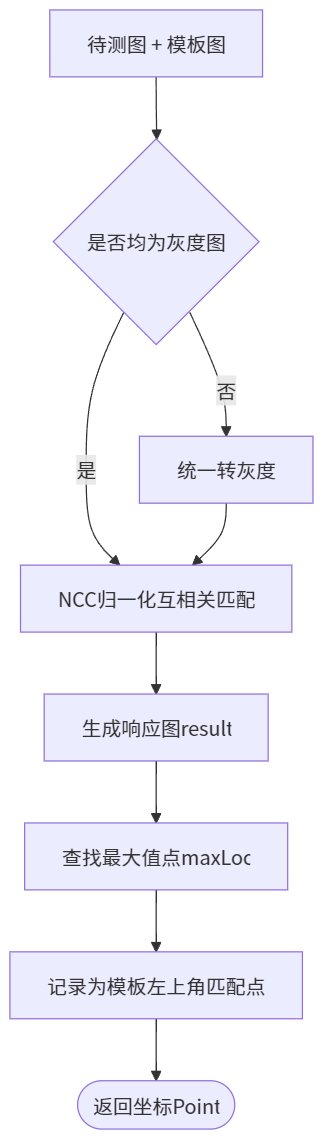 待测图 + 模板图
是否均为灰度图
否
是
统一转灰度
NCC归一化互相关匹配
生成响应图result
查找最大值点maxLoc
记录为模板左上角匹配点
返回坐标Point